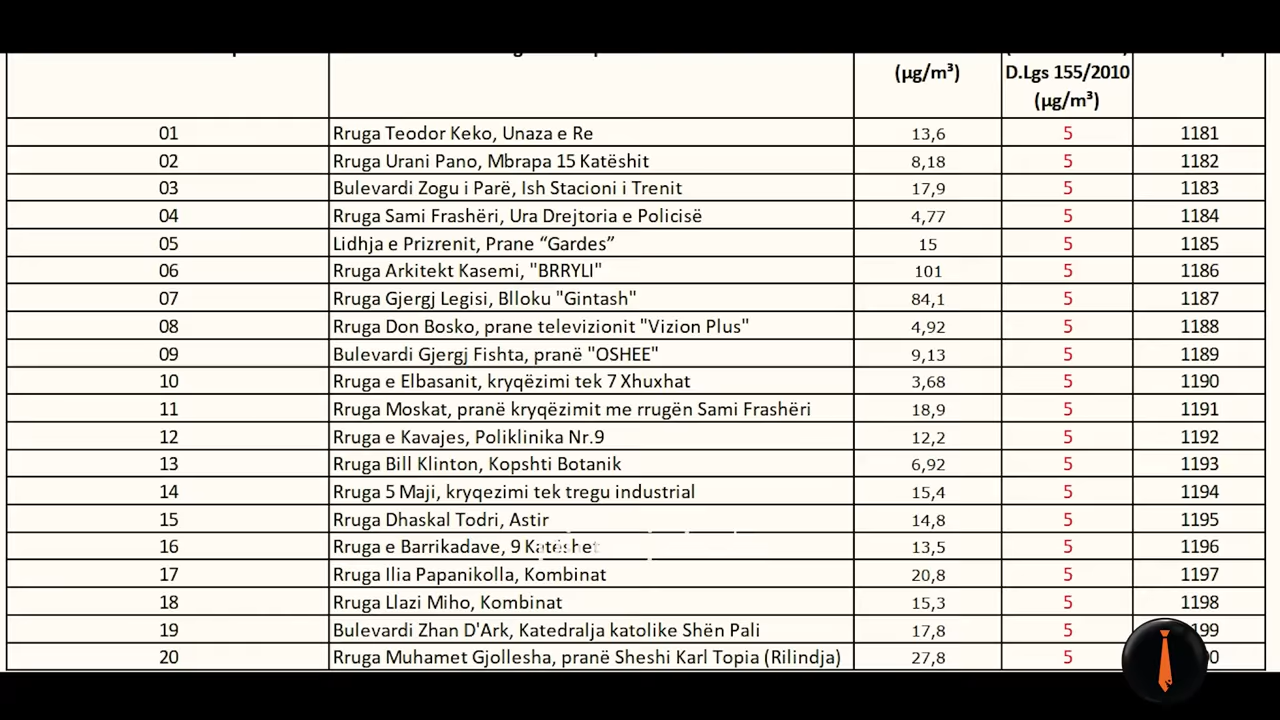 (µg/m³) D.Lgs 155/2010
(µg/m³)
01 Rruga Teodor Keko, Unaza e Re 13,6 5 1181
02 Rruga Urani Pano, Mbrapa 15 Katëshit 8,18 5 1182
03 Bulevardi Zogu i Parë, Ish Stacioni i Trenit 17,9 5 1183
04 Rruga Sami Frashëri, Ura Drejtoria e Policisë 4,77 5 1184
05 Lidhja e Prizrenit, Prane “Gardes” 15 5 1185
06 Rruga Arkitekt Kasemi, "BRRYLI" 101 5 1186
07 Rruga Gjergj Legisi, Blloku "Gintash" 84,1 5 1187
08 Rruga Don Bosko, prane televizionit "Vizion Plus" 4,92 5 1188
09 Bulevardi Gjergj Fishta, pranë "OSHEE" 9,13 5 1189
10 Rruga e Elbasanit, kryqëzimi tek 7 Xhuxhat 3,68 5 1190
11 Rruga Moskat, pranë kryqëzimit me rrugën Sami Frashëri 18,9 5 1191
12 Rruga e Kavajes, Poliklinika Nr.9 12,2 5 1192
13 Rruga Bill Klinton, Kopshti Botanik 6,92 5 1193
14 Rruga 5 Maji, kryqezimi tek tregu industrial 15,4 5 1194
15 Rruga Dhaskal Todri, Astir 14,8 5 1195
16 Rruga e Barrikadave, 9 Katëshet 13,5 5 1196
17 Rruga Ilia Papanikolla, Kombinat 20,8 5 1197
18 Rruga Llazi Miho, Kombinat 15,3 5 1198
19 Bulevardi Zhan D'Ark, Katedralja katolike Shën Pali 17,8 5
20 Rruga Muhamet Gjollesha, pranë Sheshi Karl Topia (Rilindja) 27,8 5